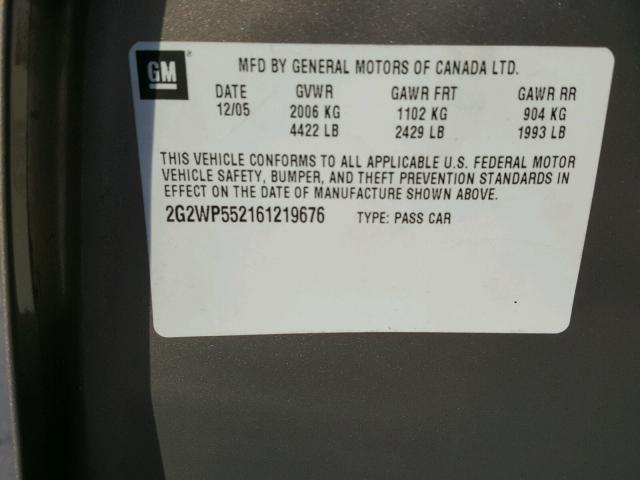 GM
MFD BY GENERAL MOTORS OF CANADA LTD.
DATE GVWR GAWR FRT GAWR RR
12/05 2006 KG 1102 KG 904 KG
4422 LB 2429 LB 1993 LB
THIS VEHICLE CONFORMS TO ALL APPLICABLE U.S. FEDERAL MOTOR
VEHICLE SAFETY, BUMPER, AND THEFT PREVENTION STANDARDS IN
EFFECT ON THE DATE OF MANUFACTURE SHOWN ABOVE.
2G2WP552161219676 TYPE: PASS CAR